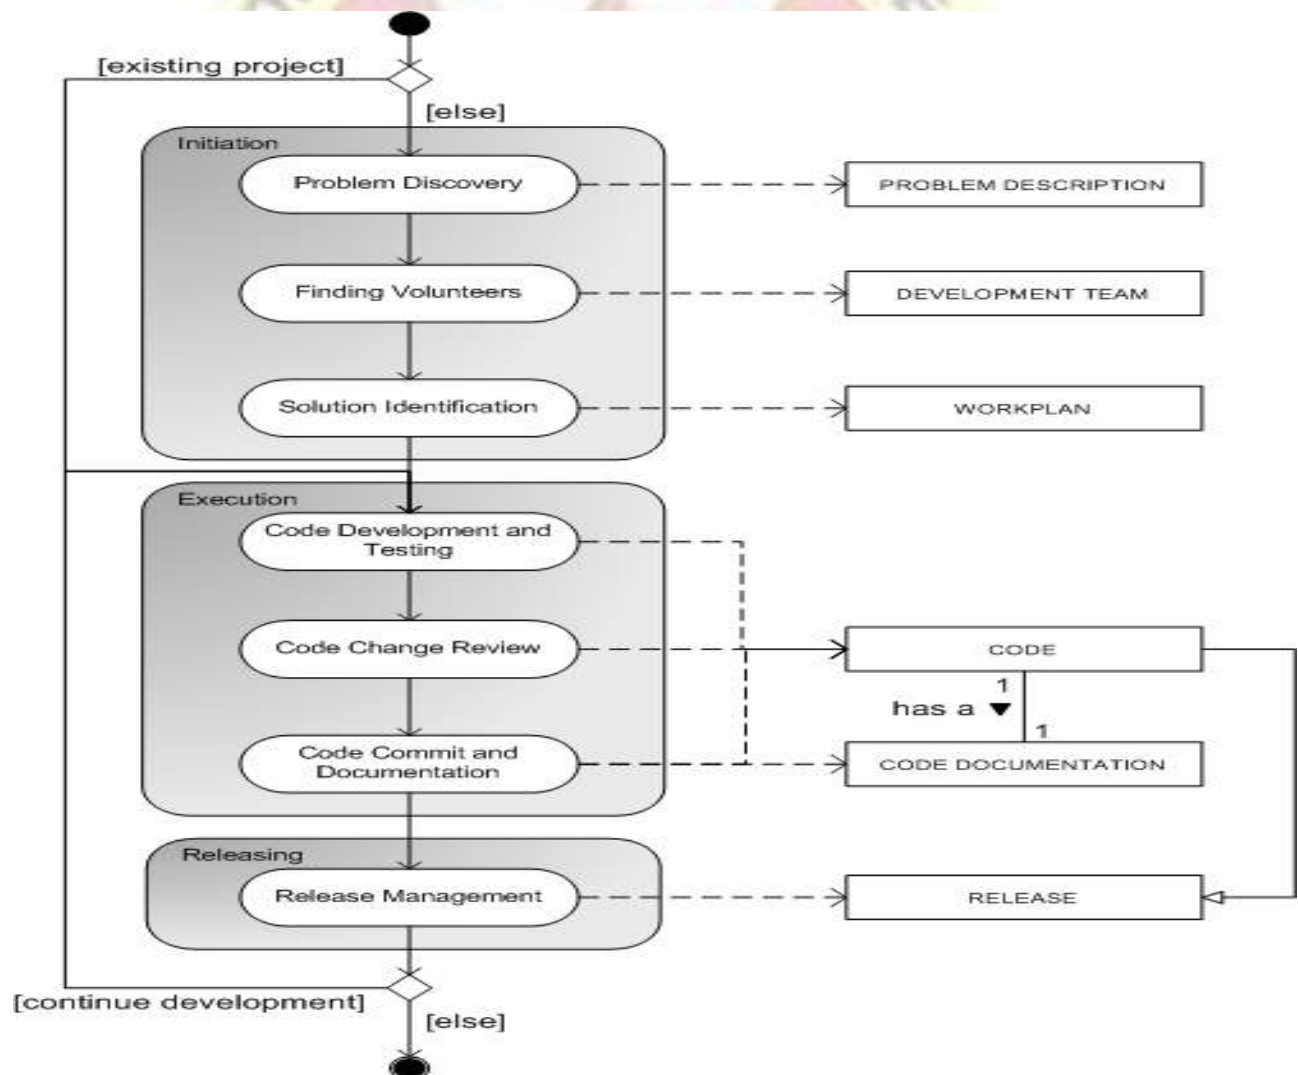 [existing project]
[else]
Initiation
Problem Discovery
PROBLEM DESCRIPTION
Finding Volunteers
DEVELOPMENT TEAM
Solution Identification
WORKPLAN
Execution
Code Development and
Testing
Code Change Review
CODE
1
has a ▼
1
Code Commit and
Documentation
CODE DOCUMENTATION
Releasing
Release Management
RELEASE
[continue development]
[else]